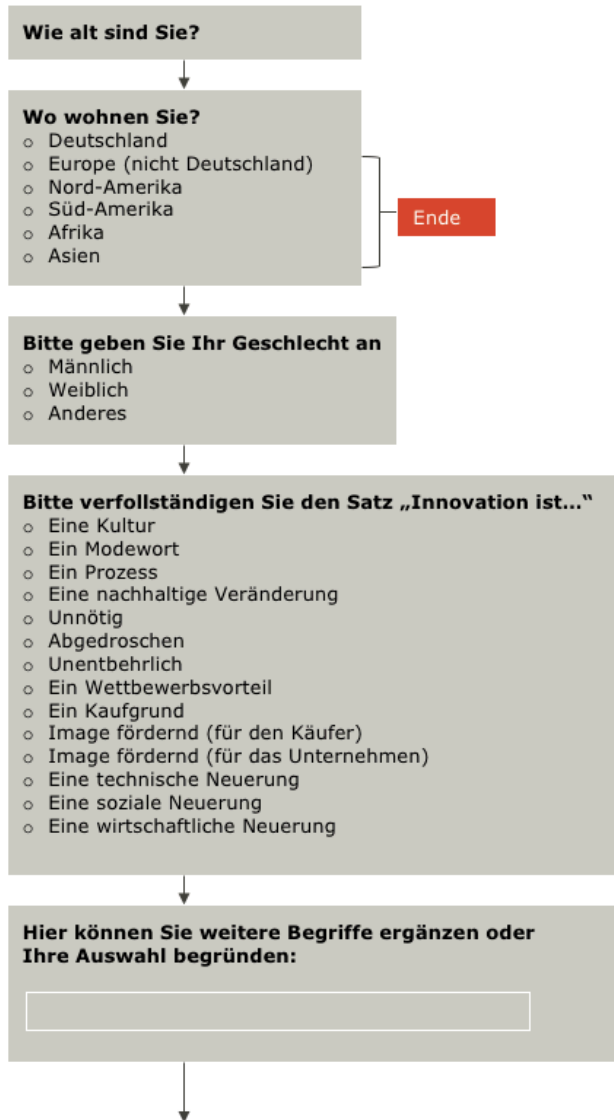 Wie alt sind Sie?
Wo wohnen Sie?
o Deutschland
o Europe (nicht Deutschland)
o Nord-Amerika
o Süd-Amerika
o Afrika
o Asien
Ende
Bitte geben Sie Ihr Geschlecht an
o Männlich
o Weiblich
o Anderes
Bitte verfollständigen Sie den Satz „Innovation ist...“
o Eine Kultur
o Ein Modewort
o Ein Prozess
o Eine nachhaltige Veränderung
o Unnötig
o Abgedroschen
o Unentbehrlich
o Ein Wettbewerbsvorteil
o Ein Kaufgrund
o Image fördernd (für den Käufer)
o Image fördernd (für das Unternehmen)
o Eine technische Neuerung
o Eine soziale Neuerung
o Eine wirtschaftliche Neuerung
Hier können Sie weitere Begriffe ergänzen oder
Ihre Auswahl begründen: